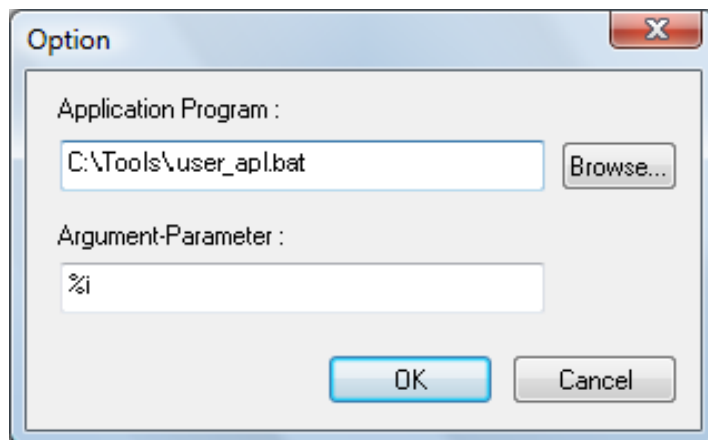 Option
Application Program :
C:\Tools\user_apl.bat
Browse...
Argument-Parameter :
%i
OK
Cancel